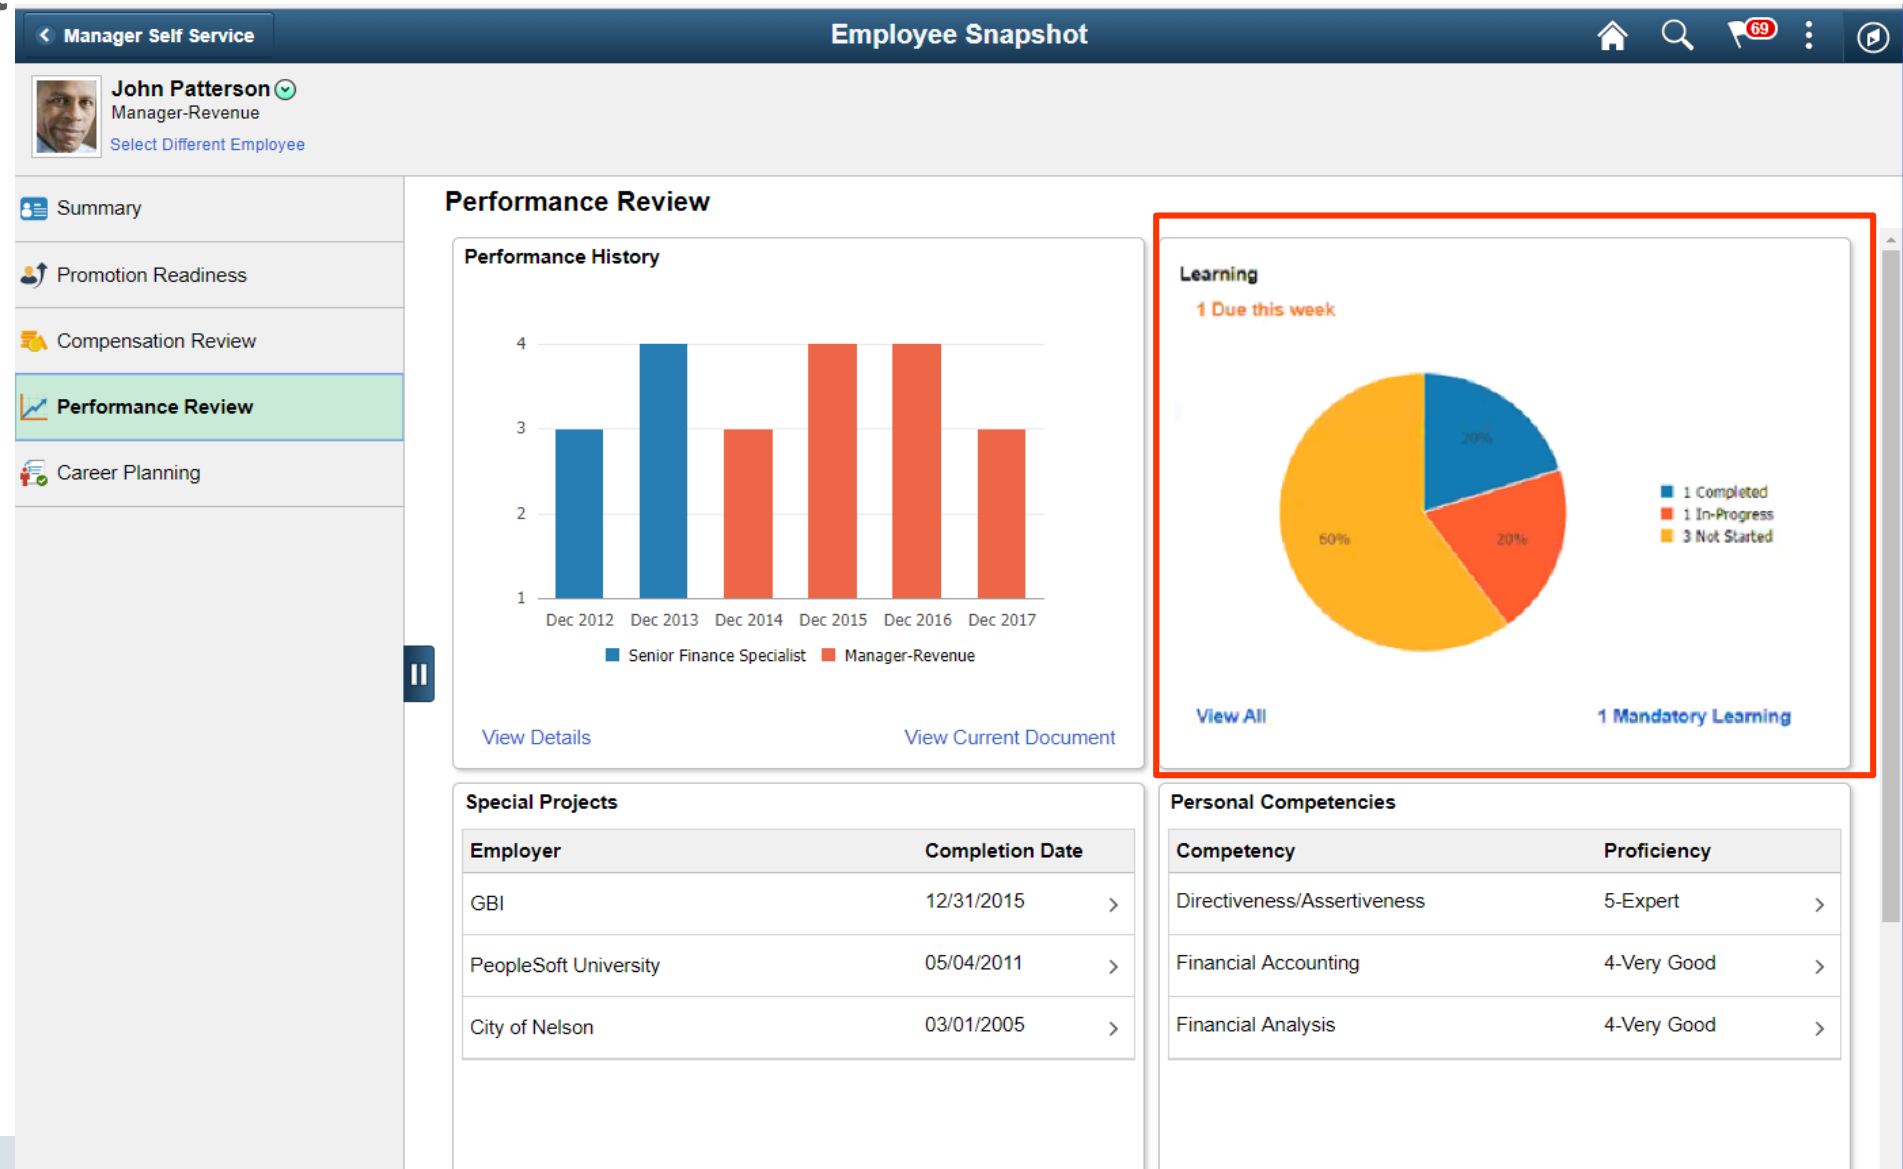 Manager Self Service
Employee Snapshot
69
John Patterson
Manager-Revenue
Select Different Employee
Summary
Promotion Readiness
Compensation Review
Performance Review
Career Planning
Performance Review
Performance History
4
3
2
1
Dec 2012 Dec 2013 Dec 2014 Dec 2015 Dec 2016 Dec 2017
Senior Finance Specialist Manager-Revenue
View Details View Current Document
Learning
1 Due this week
20%
60%
20%
1 Completed
1 In-Progress
3 Not Started
View All 1 Mandatory Learning
Special Projects
Employer Completion Date
GBI 12/31/2015
PeopleSoft University 05/04/2011
City of Nelson 03/01/2005
Personal Competencies
Competency Proficiency
Directiveness/Assertiveness 5-Expert
Financial Accounting 4-Very Good
Financial Analysis 4-Very Good